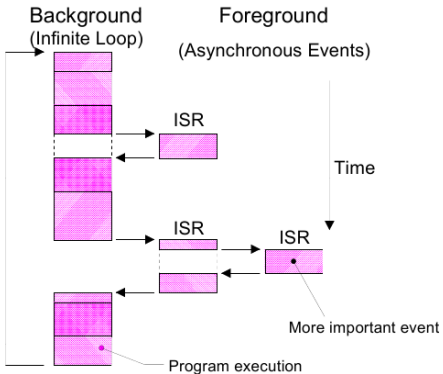 Background
(Infinite Loop)
Foreground
(Asynchronous Events)
ISR
Time
ISR
ISR
More important event
Program execution